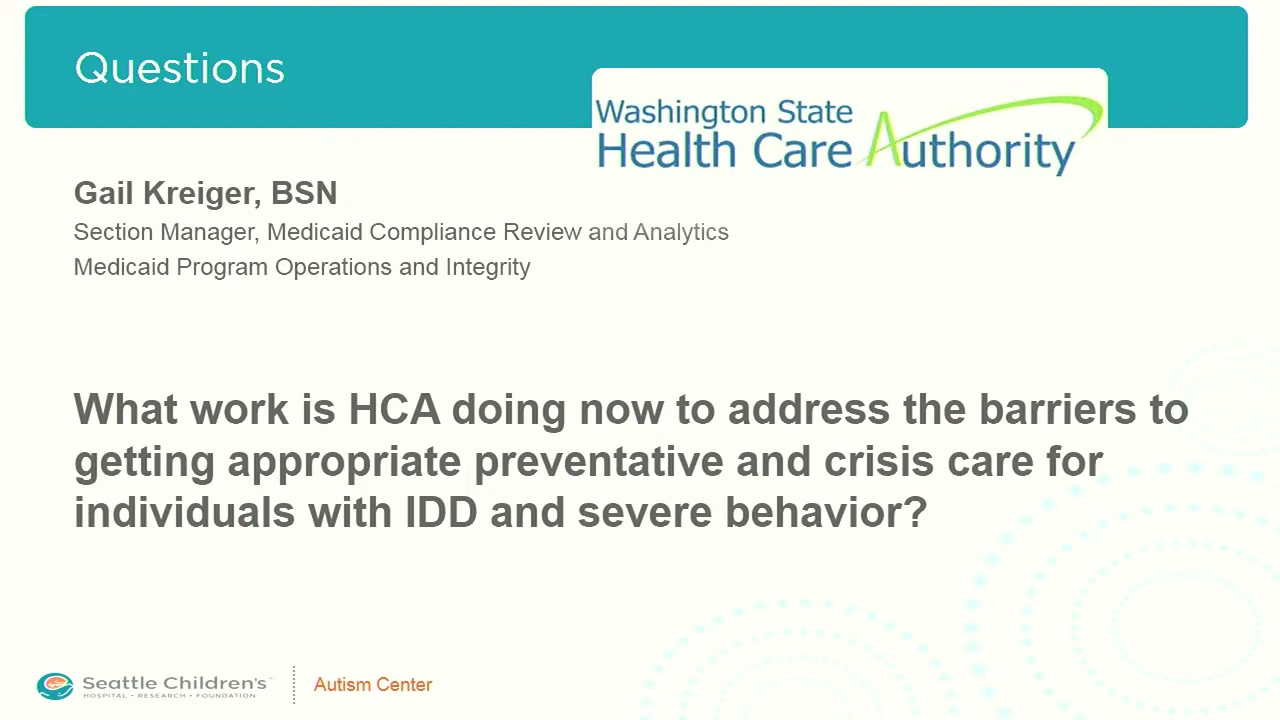 Questions
Washington State
Health Care Authority
Gail Kreiger, BSN
Section Manager, Medicaid Compliance Review and Analytics
Medicaid Program Operations and Integrity
What work is HCA doing now to address the barriers to
getting appropriate preventative and crisis care for
individuals with IDD and severe behavior?
Seattle Children's
HOSPITAL • RESEARCH • FOUNDATION
Autism Center